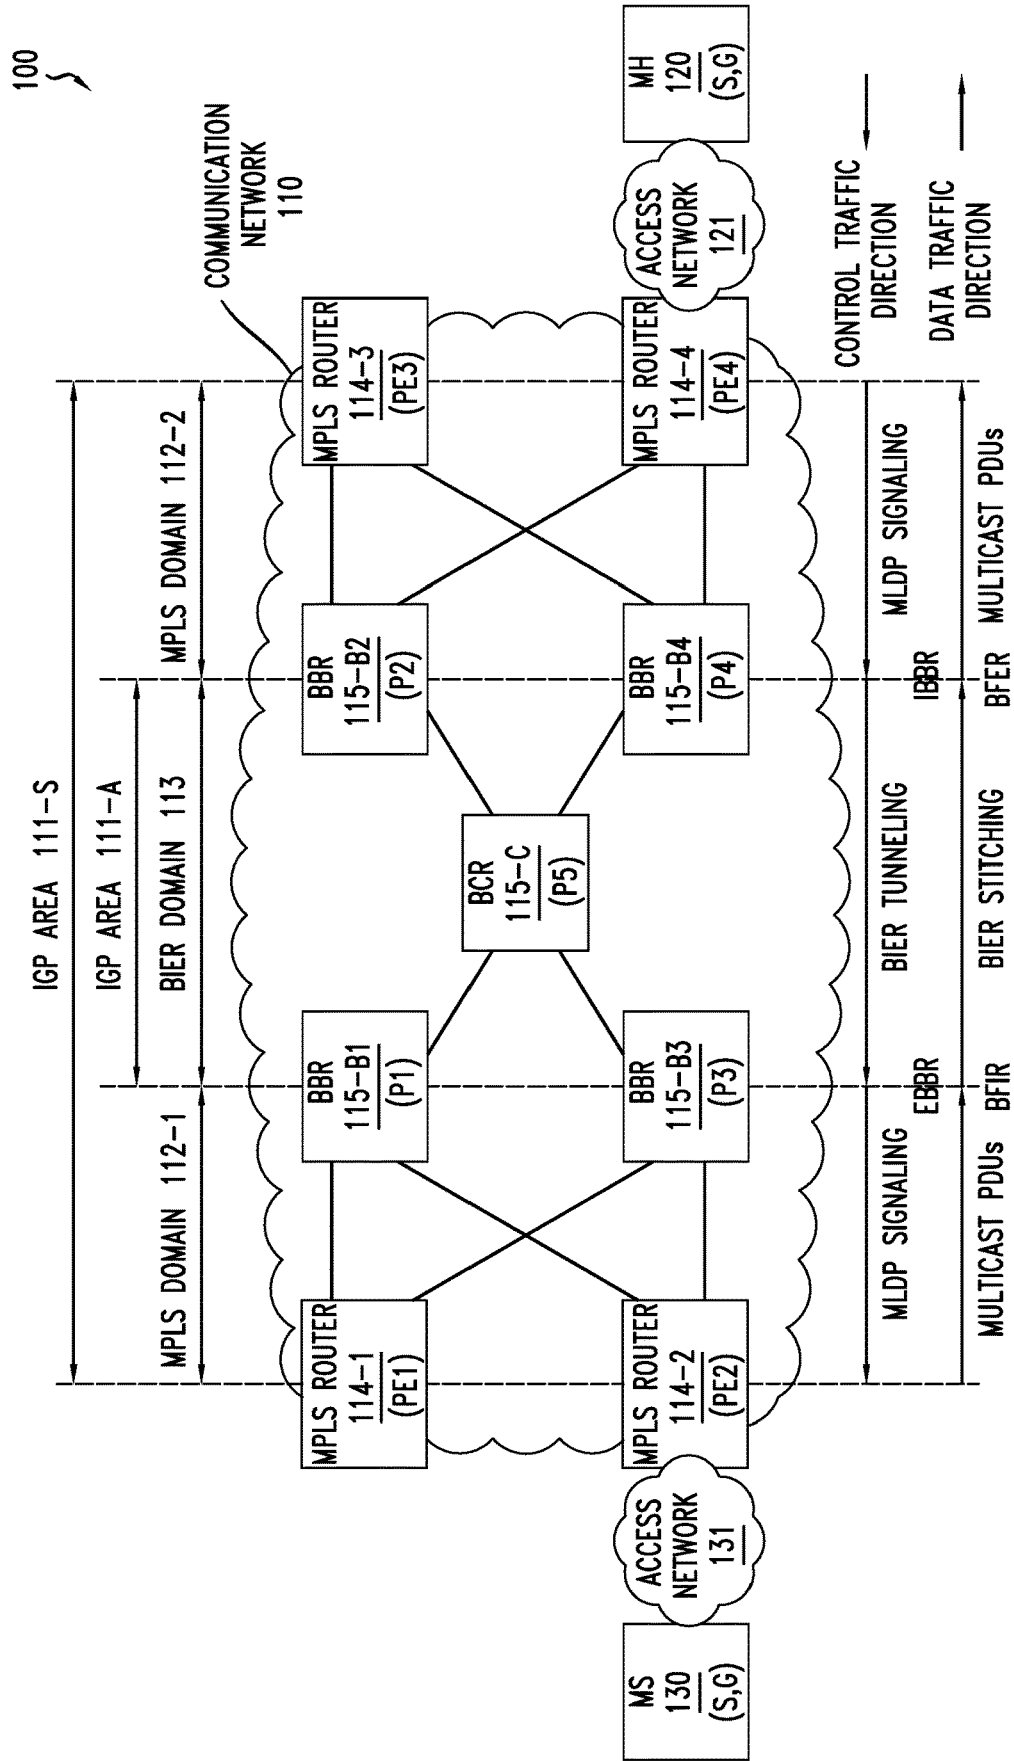 100
COMMUNICATION
NETWORK
110
IGP AREA 111-S
IGP AREA 111-A
MPLS DOMAIN 112-1
BIER DOMAIN 113
MPLS DOMAIN 112-2
MPLS ROUTER
114-1
(PE1)
BBR
115-B1
(P1)
BBR
115-B2
(P2)
MPLS ROUTER
114-3
(PE3)
BCR
115-C
(P5)
MS
130
(S,G)
ACCESS
NETWORK
131
MPLS ROUTER
114-2
(PE2)
BBR
115-B3
(P3)
BBR
115-B4
(P4)
MPLS ROUTER
114-4
(PE4)
ACCESS
NETWORK
121
MH
120
(S,G)
CONTROL TRAFFIC
DIRECTION
MLDP SIGNALING
BIER TUNNELING
MLDP SIGNALING
EBBR
IBBR
DATA TRAFFIC
DIRECTION
MULTICAST PDUs
BFIR
BIER STITCHING
BFER
MULTICAST PDUs